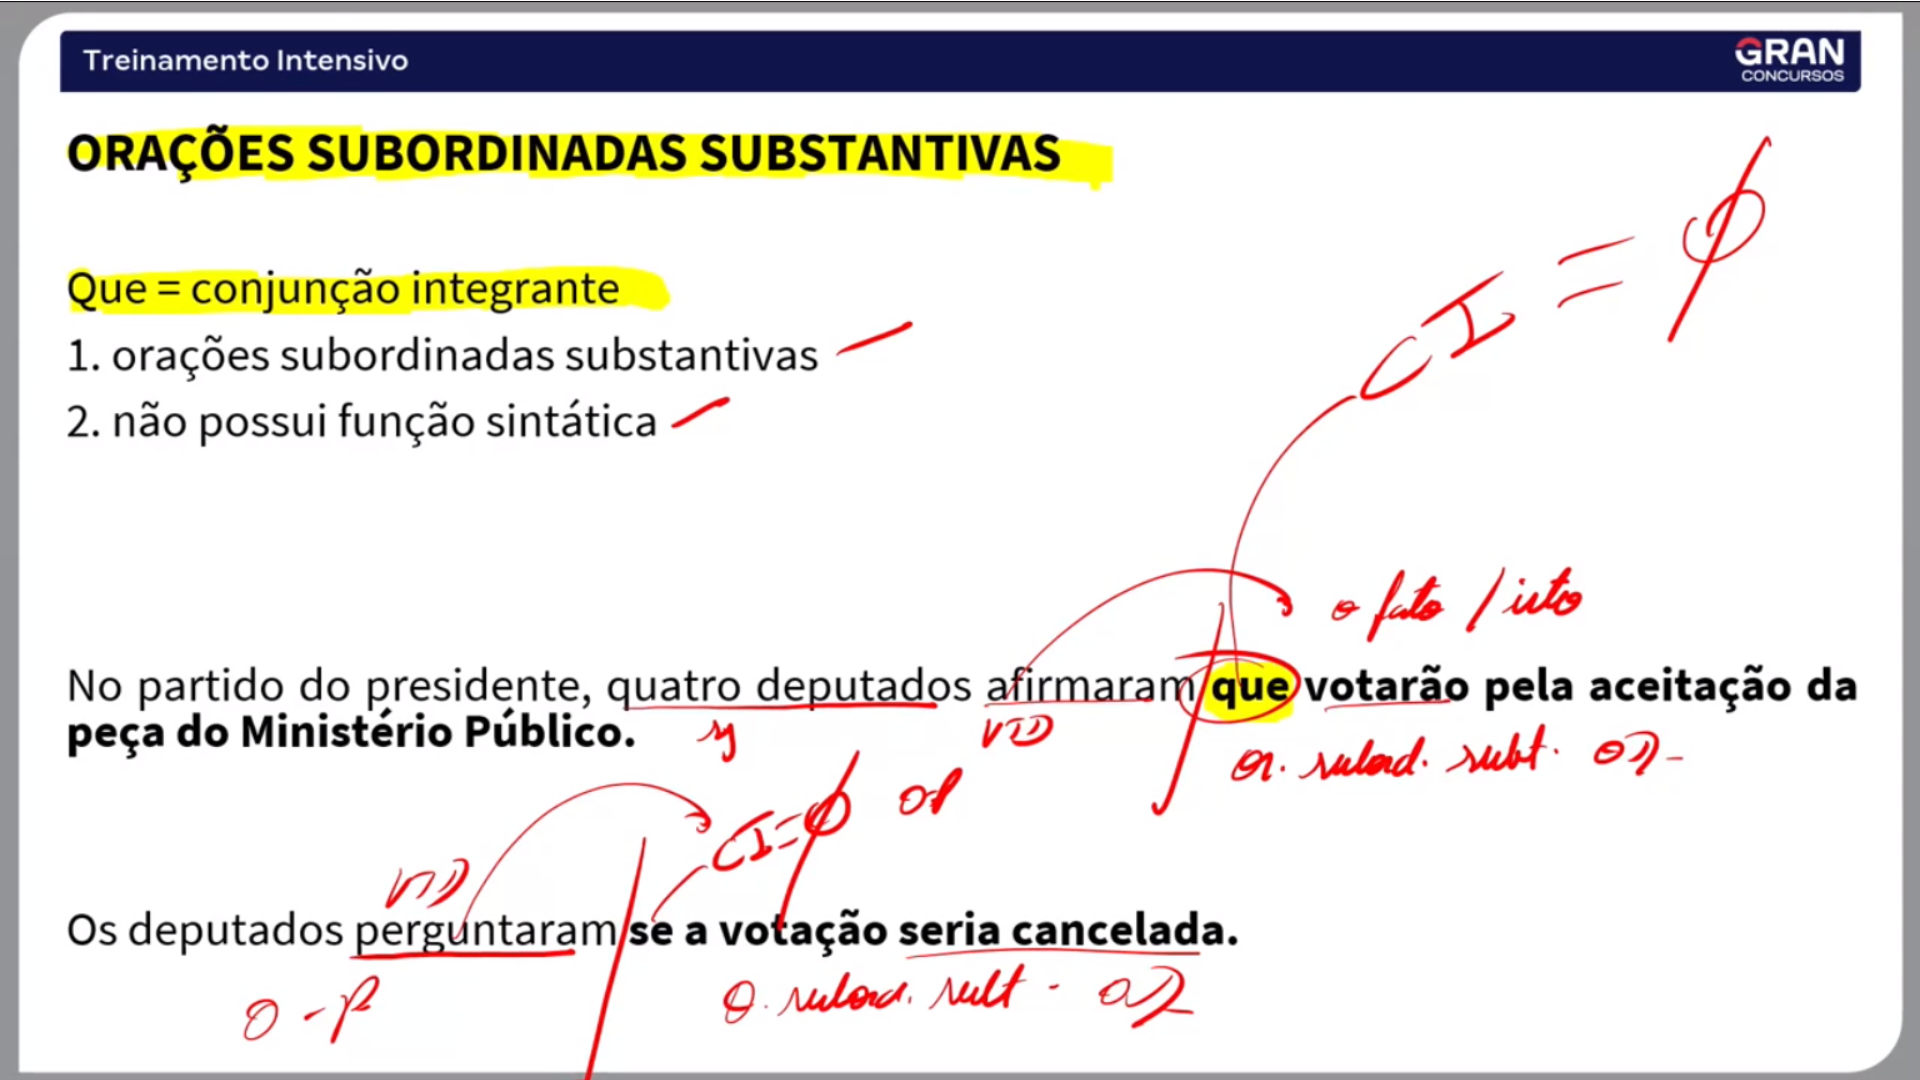 Treinamento Intensivo
GRAN
CONCURSOS
ORAÇÕES SUBORDINADAS SUBSTANTIVAS
Que = conjunção integrante
1. orações subordinadas substantivas
2. não possui função sintática
CI = ∅
o fato / isto
No partido do presidente, quatro deputados afirmaram que votarão pela aceitação da
peça do Ministério Público.
sj
VTD
or. subord. subst. OD
CI = ∅
OP
VTD
Os deputados perguntaram se a votação seria cancelada.
O - P
O. subord. subst - OD